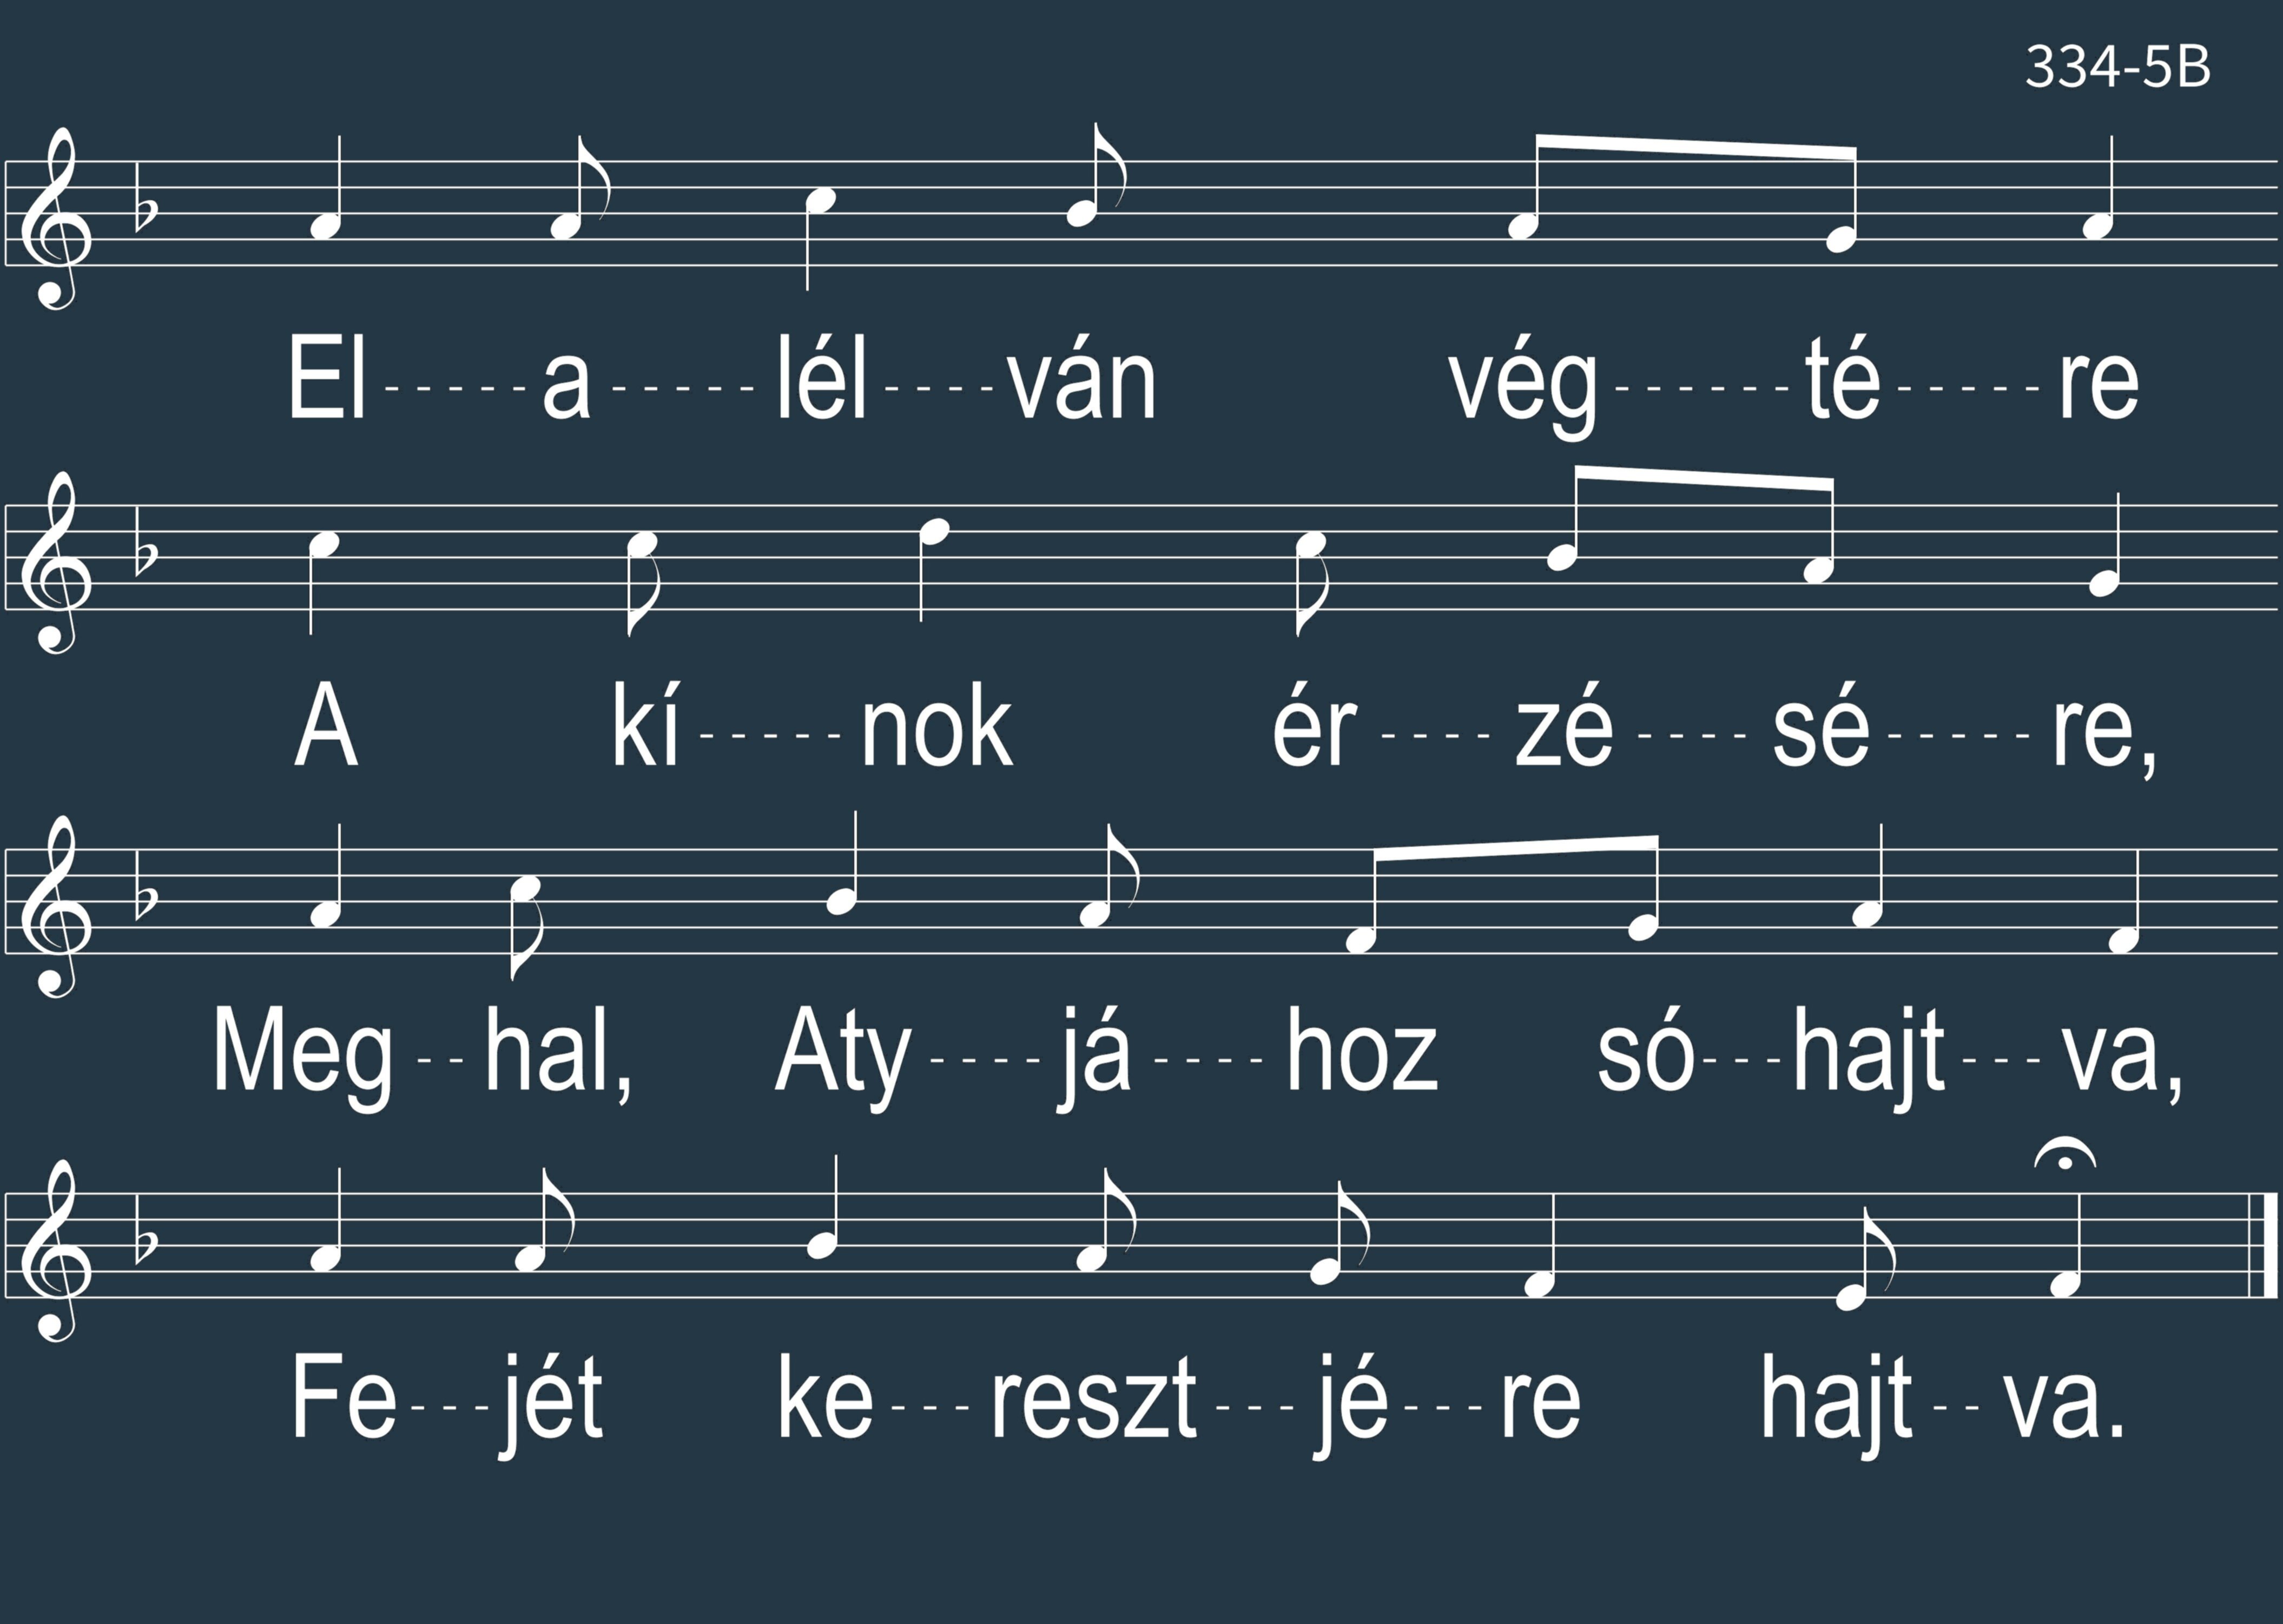 334-5B
El-----a-----lél----ván vég------té-----re
A kí-----nok ér----zé----sé-----re,
Meg--hal, Aty----já----hoz só---hajt---va,
Fe---jét ke---reszt---jé---re hajt--va.